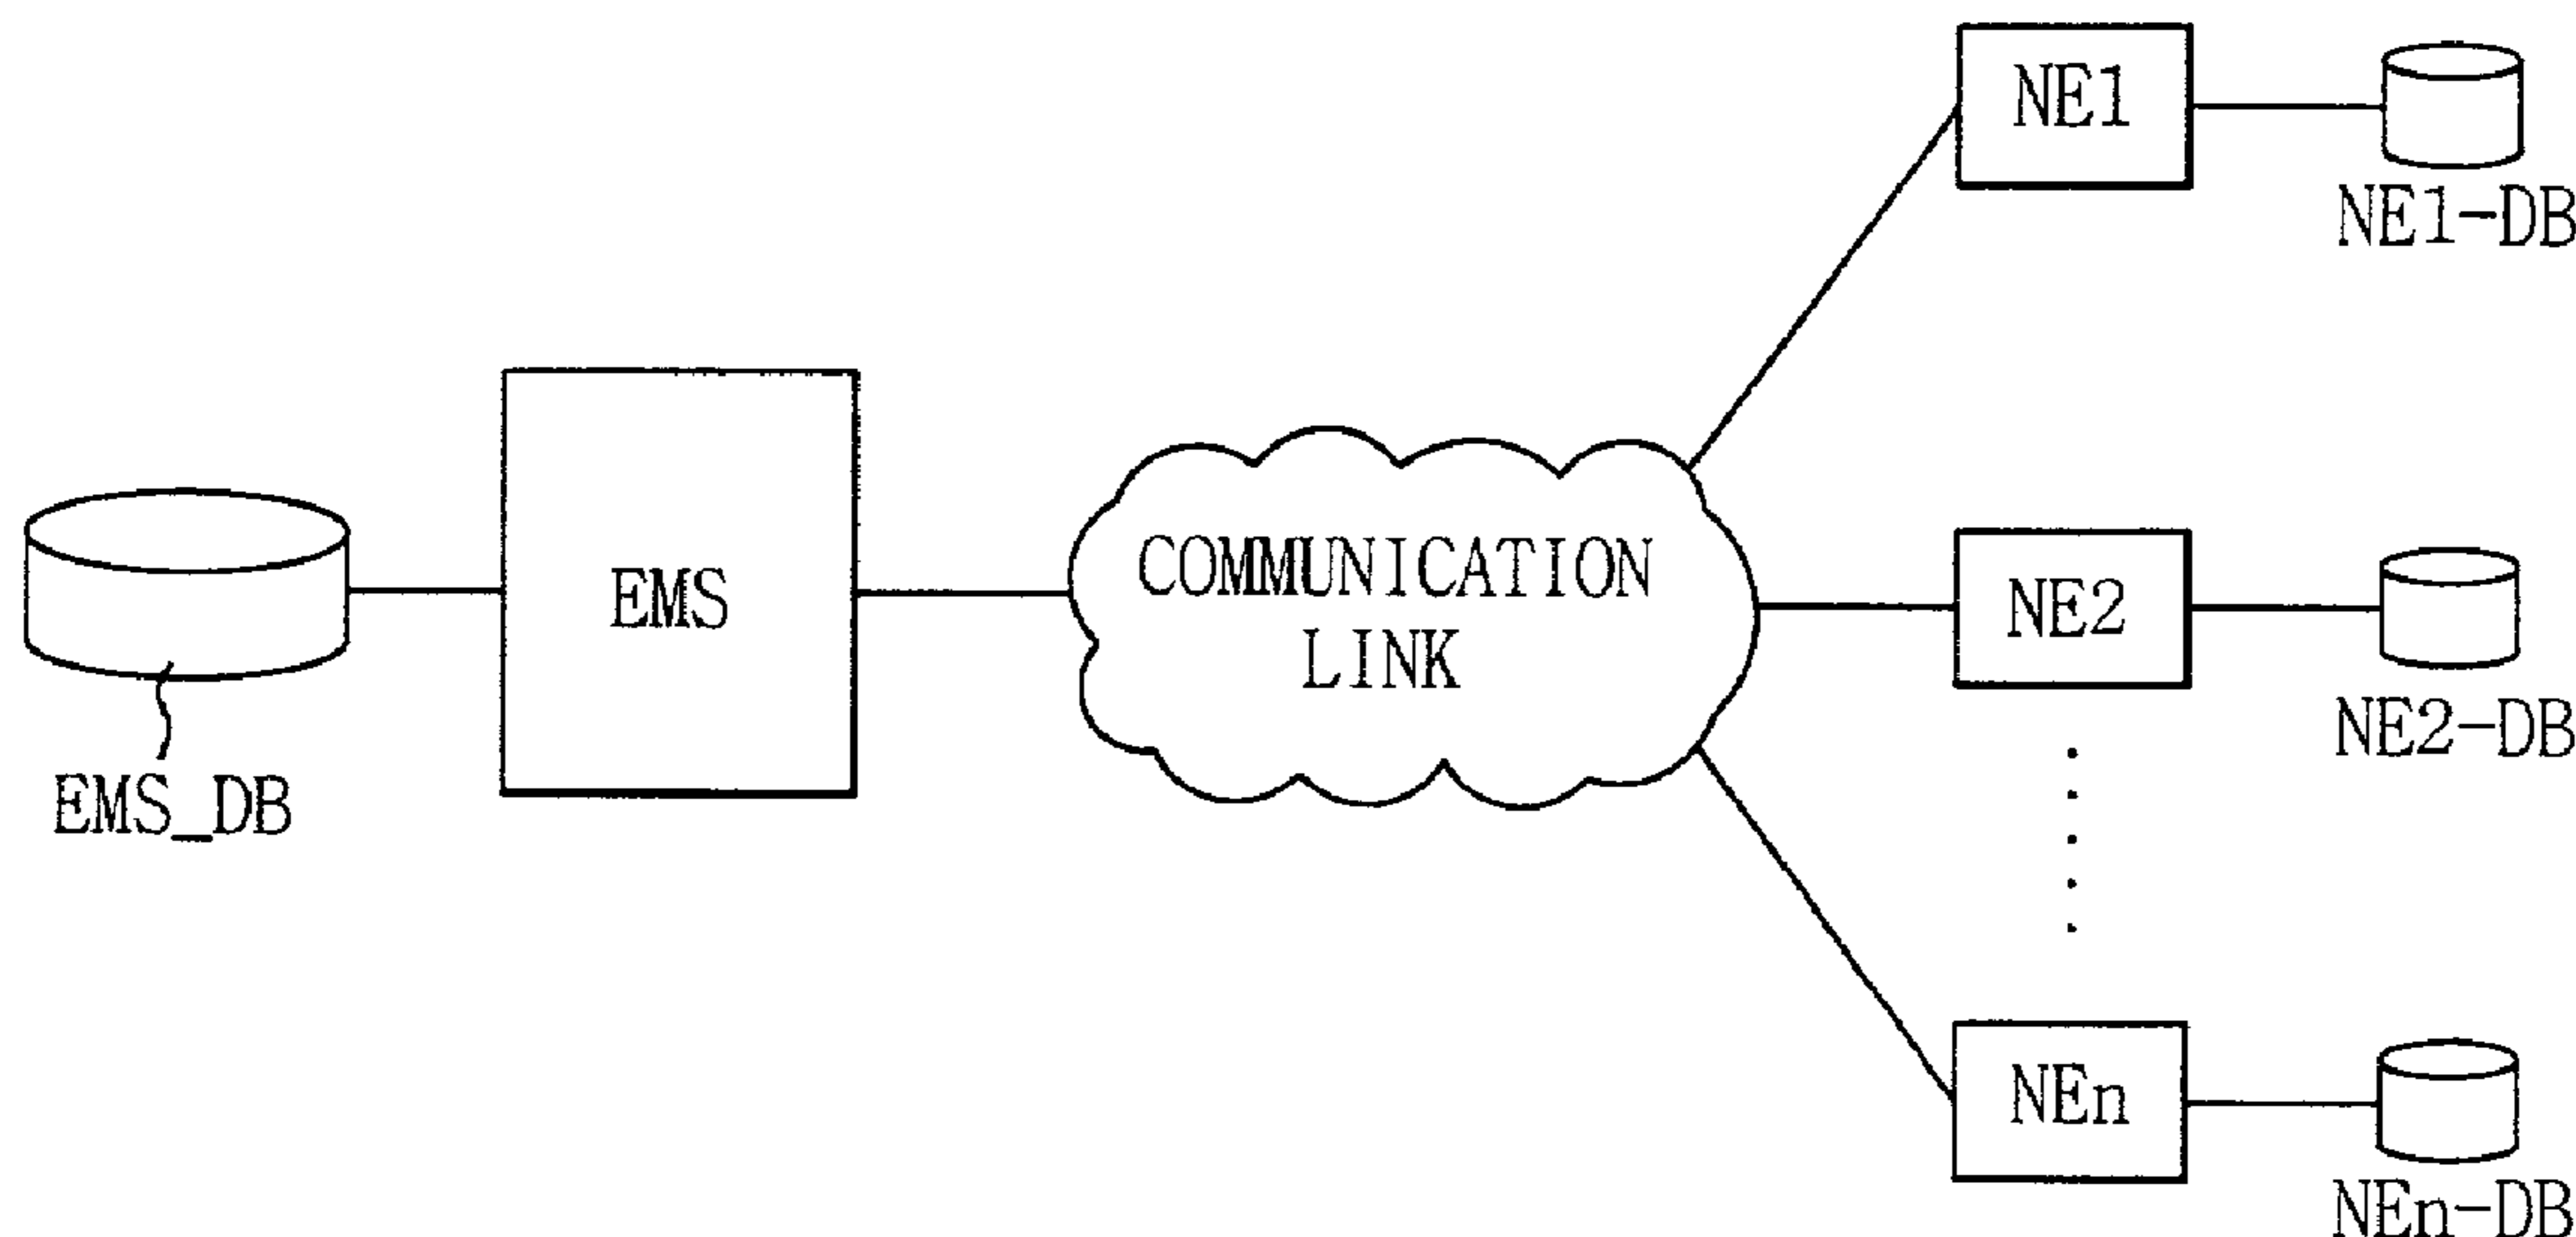 NE1
NE1-DB
EMS_DB
EMS
COMMUNICATION
LINK
NE2
NE2-DB
NEn
NEn-DB